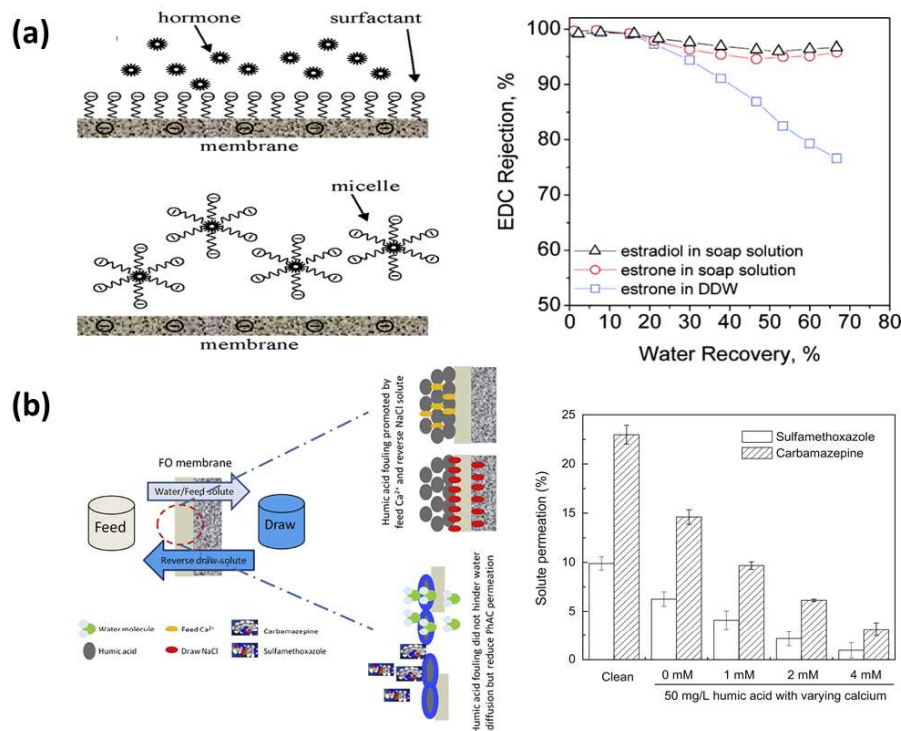 (a)
hormone
surfactant
membrane
micelle
membrane
EDC Rejection, %
100
95
90
80
70
60
50
estradiol in soap solution
estrone in soap solution
estrone in DDW
0 10 20 30 40 50 60 70 80
Water Recovery, %
(b)
FO membrane
Water/Feed solute
Feed
Draw
Reverse draw solute
Water molecule
Feed Ca²⁺
Carbamazepine
Humic acid
Draw NaCl
Sulfamethoxazole
Humic acid fouling promoted by
feed Ca²⁺ and reverse NaCl solute
Humic acid fouling did not hinder water
diffusion but reduce PhAC permeation
Solute permeation (%)
25
20
15
10
5
0
Sulfamethoxazole
Carbamazepine
Clean 0 mM 1 mM 2 mM 4 mM
50 mg/L humic acid with varying calcium